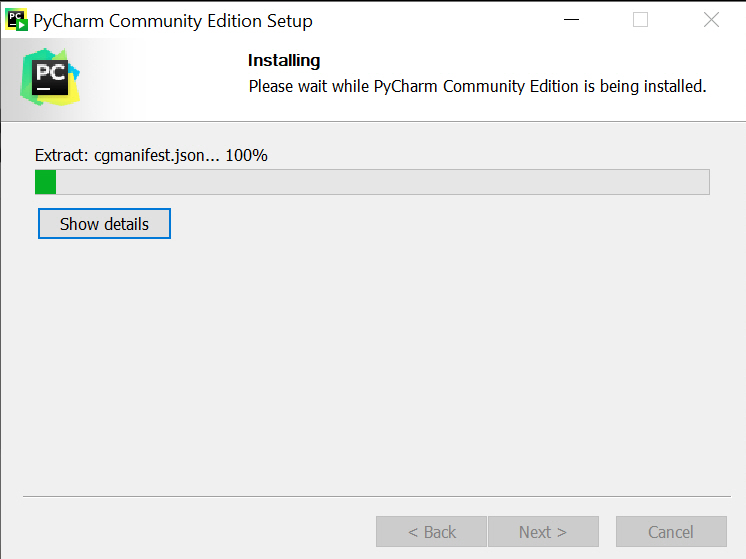 PyCharm Community Edition Setup
PC
Installing
Please wait while PyCharm Community Edition is being installed.
Extract: cgmanifest.json... 100%
Show details
< Back
Next >
Cancel